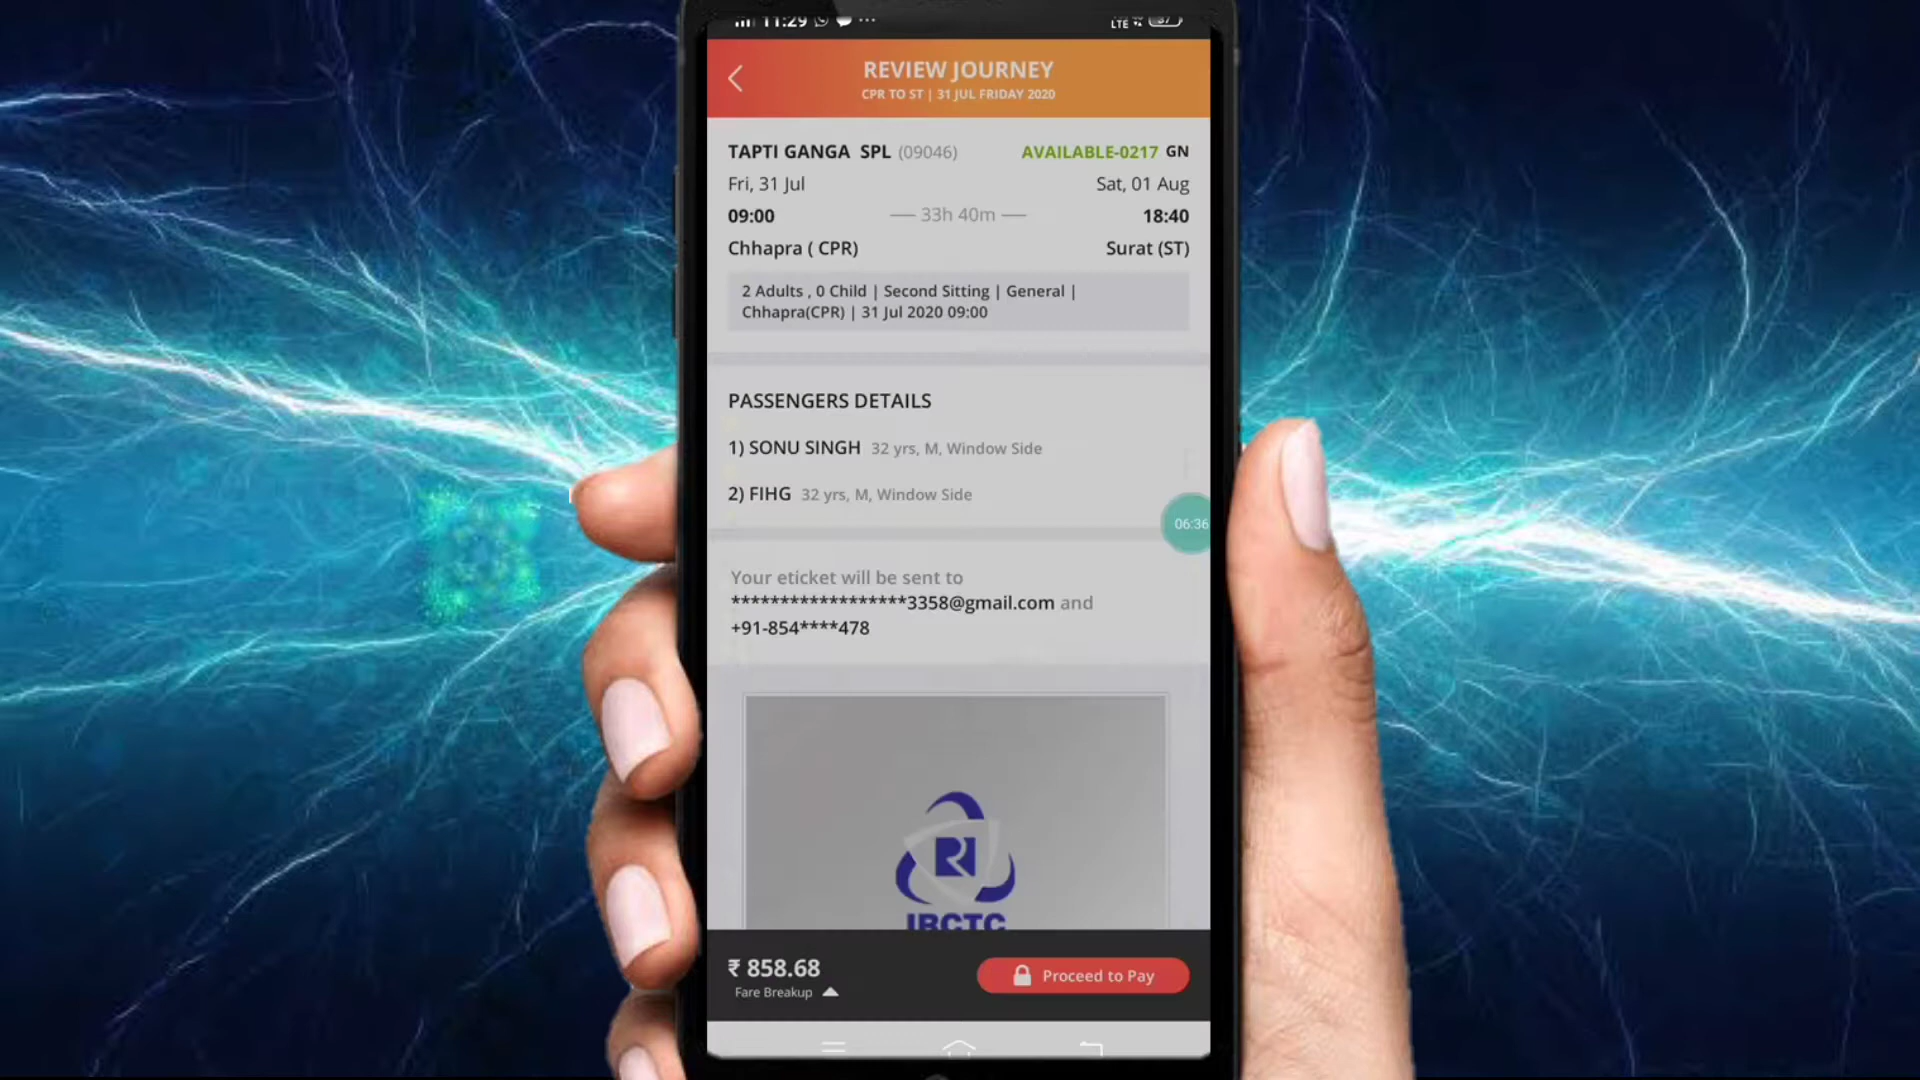 11:29
LTE 37
REVIEW JOURNEY
CPR TO ST | 31 JUL FRIDAY 2020
TAPTI GANGA SPL (09046) AVAILABLE-0217 GN
Fri, 31 Jul Sat, 01 Aug
09:00 33h 40m 18:40
Chhapra ( CPR) Surat (ST)
2 Adults , 0 Child | Second Sitting | General |
Chhapra(CPR) | 31 Jul 2020 09:00
PASSENGERS DETAILS
1) SONU SINGH 32 yrs, M, Window Side
2) FIHG 32 yrs, M, Window Side
06:36
Your eticket will be sent to
******************3358@gmail.com and
+91-854****478
IRCTC
₹ 858.68
Fare Breakup
Proceed to Pay